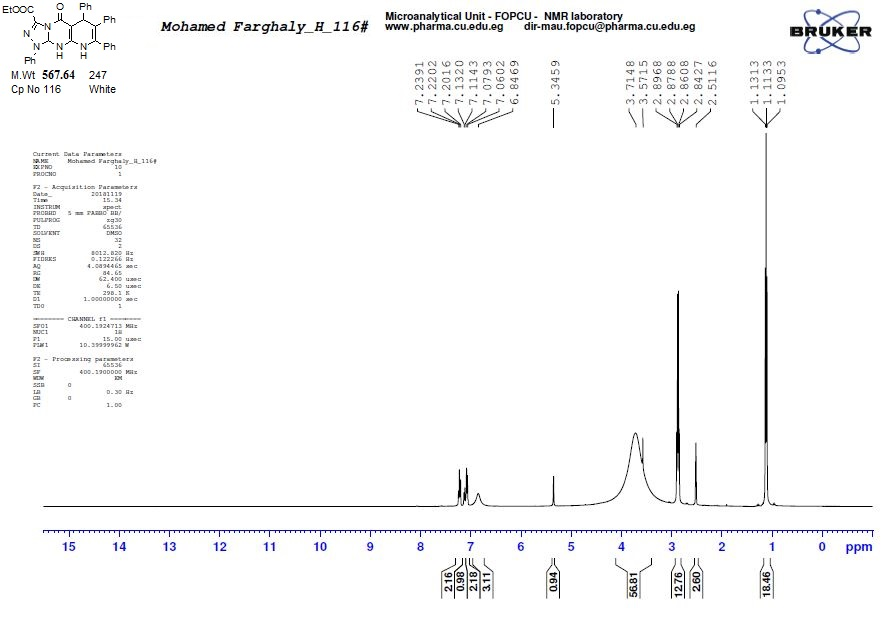 EtOOC
O
Ph
N
N
Ph
N
N
N
N
Ph
Ph
H
H
M.Wt 567.64 247
Cp No 116 White
Mohamed Farghaly_H_116#
Microanalytical Unit - FOPCU - NMR laboratory
www.pharma.cu.edu.eg dir-mau.fopcu@pharma.cu.edu.eg
BRUKER
7.2391
7.2202
7.2016
7.1320
7.1143
7.0793
7.0602
6.8469
5.3459
3.7148
3.5715
2.8968
2.8788
2.8608
2.8427
2.5116
1.1313
1.1133
1.0953
Current Data Parameters
NAME Mohamed Farghaly_H_116#
EXPNO 10
PROCNO 1
F2 - Acquisition Parameters
Date_ 20181119
Time 15.34
INSTRUM spect
PROBHD 5 mm PABBO BB/
PULPROG zg30
TD 65536
SOLVENT DMSO
NS 32
DS 2
SWH 8012.820 Hz
FIDRES 0.122266 Hz
AQ 4.0894465 sec
RG 84.65
DW 62.400 usec
DE 6.50 usec
TE 298.1 K
D1 1.00000000 sec
TD0 1
======== CHANNEL f1 ========
SFO1 400.1924713 MHz
NUC1 1H
P1 15.00 usec
PLW1 10.39999962 W
F2 - Processing parameters
SI 65536
SF 400.1900000 MHz
WDW EM
SSB 0
LB 0.30 Hz
GB 0
PC 1.00
15 14 13 12 11 10 9 8 7 6 5 4 3 2 1 0 ppm
2.16
0.98
2.18
3.11
0.94
56.81
12.76
2.60
18.46